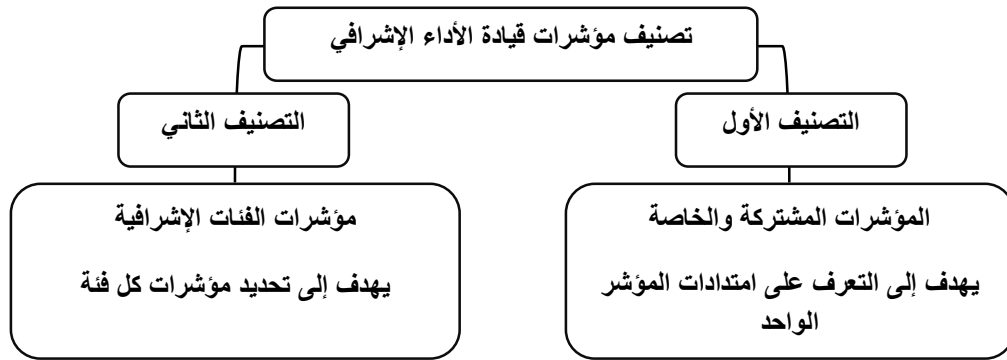 تصنيف مؤشرات قيادة الأداء الإشرافي
التصنيف الأول
التصنيف الثاني
المؤشرات المشتركة والخاصة
يهدف إلى التعرف على امتدادات المؤشر
الواحد
مؤشرات الفئات الإشرافية
يهدف إلى تحديد مؤشرات كل فئة